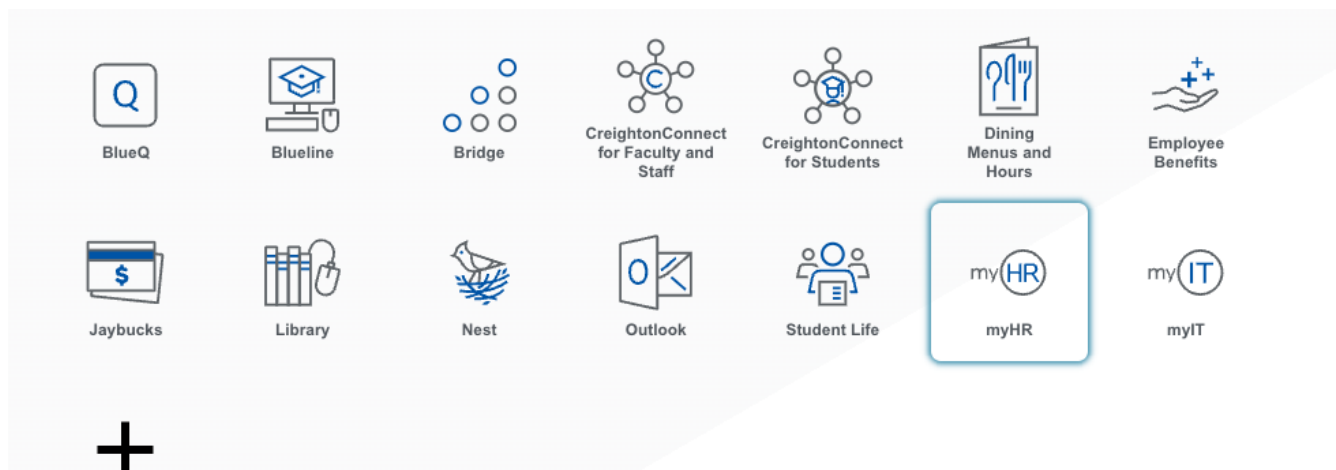 Q
BlueQ
Blueline
Bridge
C
CreightonConnect
for Faculty and
Staff
CreightonConnect
for Students
Dining
Menus and
Hours
Employee
Benefits
$
Jaybucks
Library
Nest
O
Outlook
Student Life
my HR
myHR
my IT
myIT